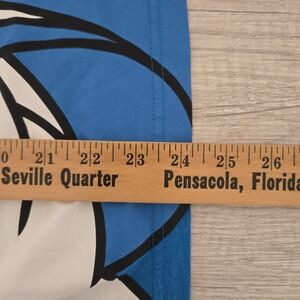 0 21 22 23 24 25 26
Seville Quarter Pensacola, Florida